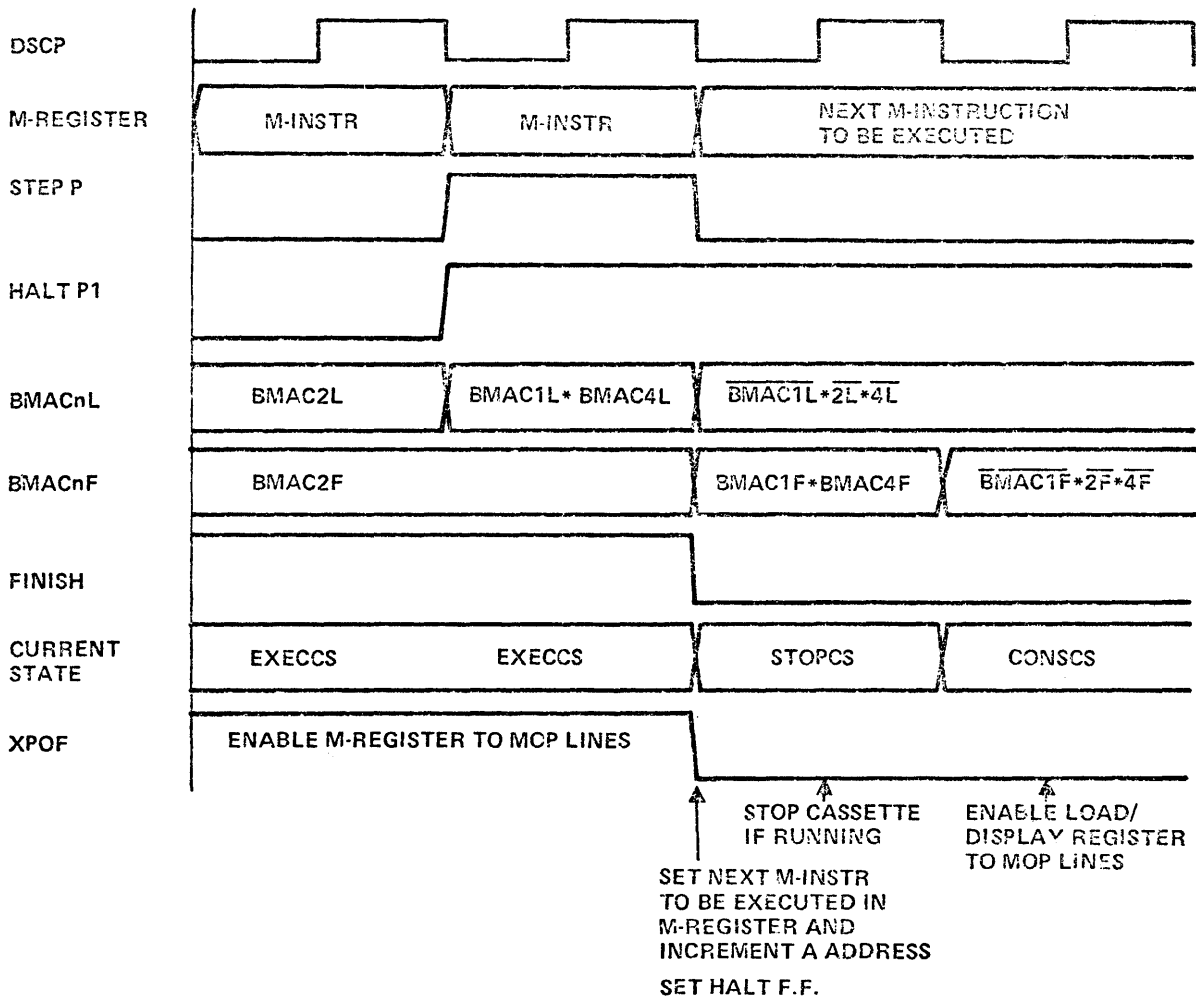 DSCP
M-REGISTER
M-INSTR
M-INSTR
NEXT M-INSTRUCTION
TO BE EXECUTED
STEP P
HALT P1
BMACnL
BMAC2L
BMAC1L* BMAC4L
BMAC1L*2L*4L
BMACnF
BMAC2F
BMAC1F*BMAC4F
BMAC1F*2F*4F
FINISH
CURRENT
STATE
EXECCS
EXECCS
STOPCS
CONSCS
XPOF
ENABLE M-REGISTER TO MOP LINES
STOP CASSETTE
IF RUNNING
ENABLE LOAD/
DISPLAY REGISTER
TO MOP LINES
SET NEXT M-INSTR
TO BE EXECUTED IN
M-REGISTER AND
INCREMENT A ADDRESS
SET HALT F.F.